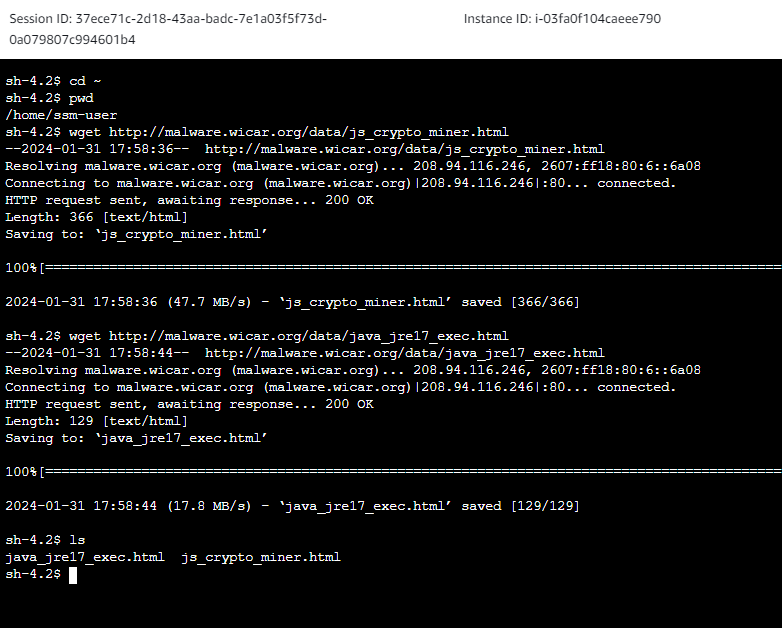 Session ID: 37ece71c-2d18-43aa-badc-7e1a03f5f73d-
0a079807c994601b4
Instance ID: i-03fa0f104caeee790
sh-4.2$ cd ~
sh-4.2$ pwd
/home/ssm-user
sh-4.2$ wget http://malware.wicar.org/data/js_crypto_miner.html
--2024-01-31 17:58:36--  http://malware.wicar.org/data/js_crypto_miner.html
Resolving malware.wicar.org (malware.wicar.org)... 208.94.116.246, 2607:ff18:80:6::6a08
Connecting to malware.wicar.org (malware.wicar.org)|208.94.116.246|:80... connected.
HTTP request sent, awaiting response... 200 OK
Length: 366 [text/html]
Saving to: ‘js_crypto_miner.html’
100%[=================================================================================================
2024-01-31 17:58:36 (47.7 MB/s) - ‘js_crypto_miner.html’ saved [366/366]
sh-4.2$ wget http://malware.wicar.org/data/java_jre17_exec.html
--2024-01-31 17:58:44--  http://malware.wicar.org/data/java_jre17_exec.html
Resolving malware.wicar.org (malware.wicar.org)... 208.94.116.246, 2607:ff18:80:6::6a08
Connecting to malware.wicar.org (malware.wicar.org)|208.94.116.246|:80... connected.
HTTP request sent, awaiting response... 200 OK
Length: 129 [text/html]
Saving to: ‘java_jre17_exec.html’
100%[=================================================================================================
2024-01-31 17:58:44 (17.8 MB/s) - ‘java_jre17_exec.html’ saved [129/129]
sh-4.2$ ls
java_jre17_exec.html  js_crypto_miner.html
sh-4.2$